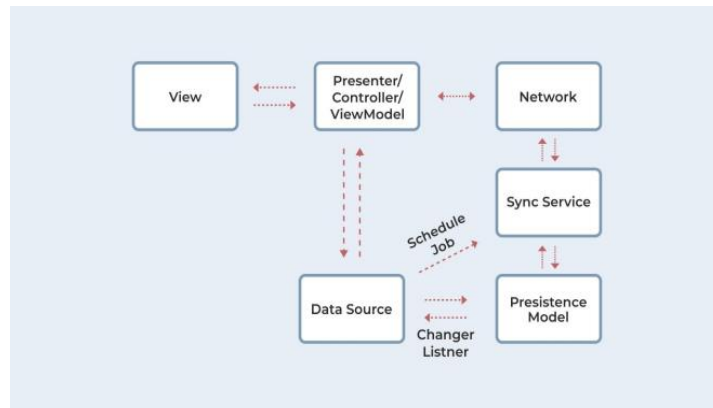 View
Presenter/
Controller/
ViewModel
Network
Sync Service
Schedule
Job
Data Source
Presistence
Model
Changer
Listner